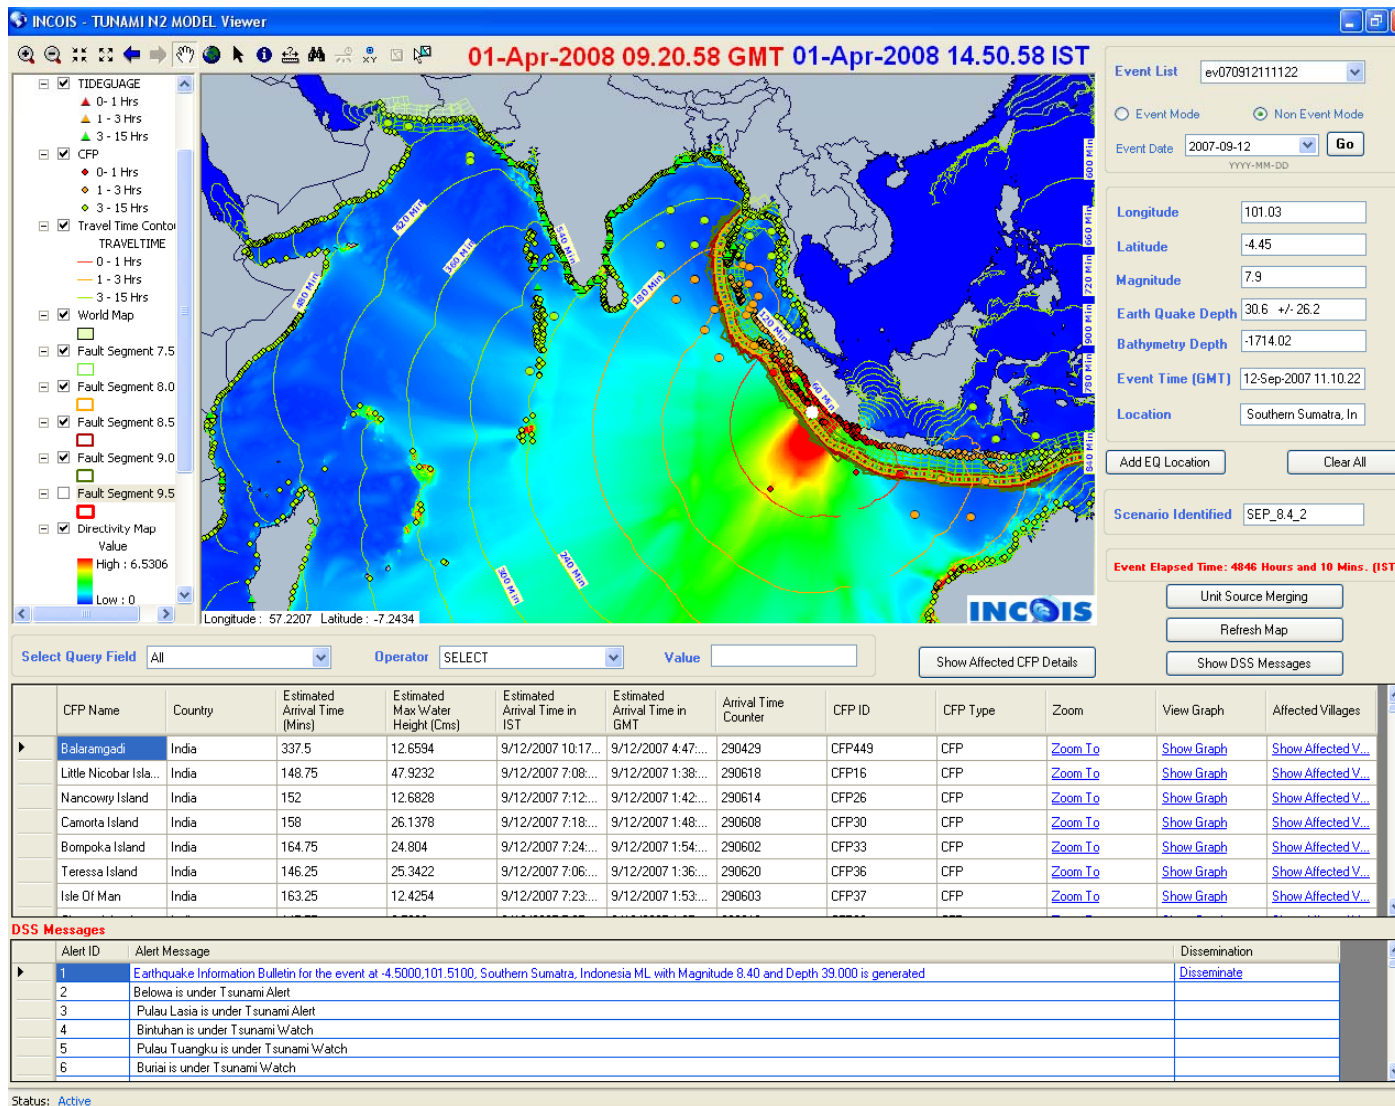 INCOIS - TUNAMI N2 MODEL Viewer
01-Apr-2008 09.20.58 GMT 01-Apr-2008 14.50.58 IST
TIDEGUAGE
0- 1 Hrs
1 - 3 Hrs
3 - 15 Hrs
CFP
0- 1 Hrs
1 - 3 Hrs
3 - 15 Hrs
Travel Time Contou
TRAVELTIME
0 - 1 Hrs
1 - 3 Hrs
3 - 15 Hrs
World Map
Fault Segment 7.5
Fault Segment 8.0
Fault Segment 8.5
Fault Segment 9.0
Fault Segment 9.5
Directivity Map
Value
High : 6.5306
Low : 0
420 Min
360 Min
480 Min
540 Min
180 Min
120 Min
60 Min
240 Min
300 Min
600 Min
660 Min
720 Min
900 Min
780 Min
840 Min
INCOIS
Longitude : 57.2207 Latitude : -7.2434
Event List ev070912111122
Event Mode Non Event Mode
Event Date 2007-09-12 Go
YYYY-MM-DD
Longitude 101.03
Latitude -4.45
Magnitude 7.9
Earth Quake Depth 30.6 +/- 26.2
Bathymetry Depth -1714.02
Event Time (GMT) 12-Sep-2007 11.10.22
Location Southern Sumatra, In
Add EQ Location Clear All
Scenario Identified SEP_8.4_2
Event Elapsed Time: 4846 Hours and 10 Mins. (IST
Unit Source Merging
Refresh Map
Show DSS Messages
Select Query Field All Operator SELECT Value Show Affected CFP Details
CFP Name Country Estimated Arrival Time (Mins) Estimated Max Water Height (Cms) Estimated Arrival Time in IST Estimated Arrival Time in GMT Arrival Time Counter CFP ID CFP Type Zoom View Graph Affected Villages
Balaramgadi India 337.5 12.6594 9/12/2007 10:17... 9/12/2007 4:47:... 290429 CFP449 CFP Zoom To Show Graph Show Affected V...
Little Nicobar Isla... India 148.75 47.9232 9/12/2007 7:08:... 9/12/2007 1:38:... 290618 CFP16 CFP Zoom To Show Graph Show Affected V...
Nancowry Island India 152 12.6828 9/12/2007 7:12:... 9/12/2007 1:42:... 290614 CFP26 CFP Zoom To Show Graph Show Affected V...
Camorta Island India 158 26.1378 9/12/2007 7:18:... 9/12/2007 1:48:... 290608 CFP30 CFP Zoom To Show Graph Show Affected V...
Bompoka Island India 164.75 24.804 9/12/2007 7:24:... 9/12/2007 1:54:... 290602 CFP33 CFP Zoom To Show Graph Show Affected V...
Teressa Island India 146.25 25.3422 9/12/2007 7:06:... 9/12/2007 1:36:... 290620 CFP36 CFP Zoom To Show Graph Show Affected V...
Isle Of Man India 163.25 12.4254 9/12/2007 7:23:... 9/12/2007 1:53:... 290603 CFP37 CFP Zoom To Show Graph Show Affected V...
DSS Messages
Alert ID Alert Message Dissemination
1 Earthquake Information Bulletin for the event at -4.5000,101.5100, Southern Sumatra, Indonesia ML with Magnitude 8.40 and Depth 39.000 is generated Disseminate
2 Belowa is under Tsunami Alert
3 Pulau Lasia is under Tsunami Alert
4 Bintuhan is under Tsunami Watch
5 Pulau Tuangku is under Tsunami Watch
6 Buriai is under Tsunami Watch
Status: Active